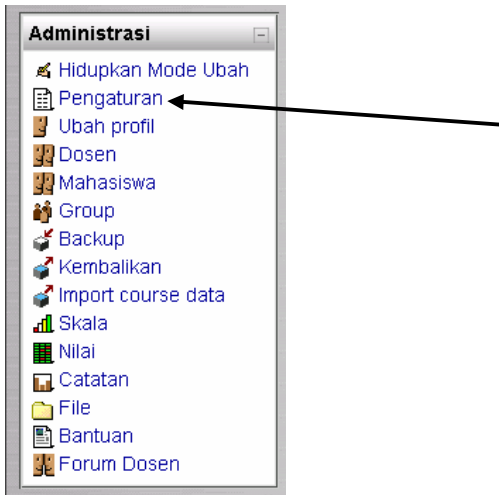 Administrasi
Hidupkan Mode Ubah
Pengaturan
Ubah profil
Dosen
Mahasiswa
Group
Backup
Kembalikan
Import course data
Skala
Nilai
Catatan
File
Bantuan
Forum Dosen